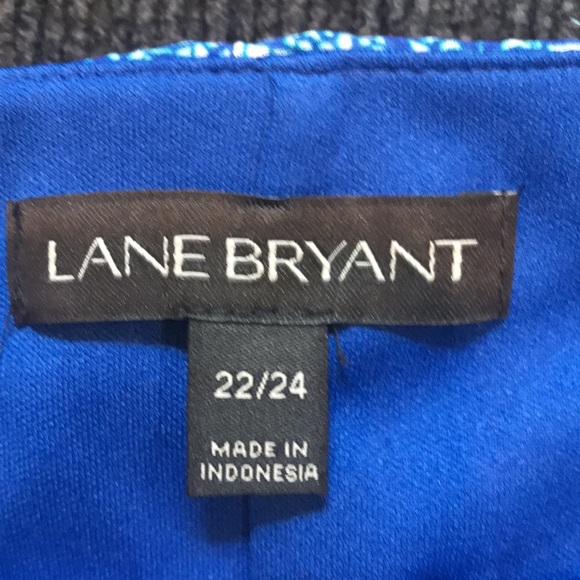 LANE BRYANT
22/24
MADE IN
INDONESIA